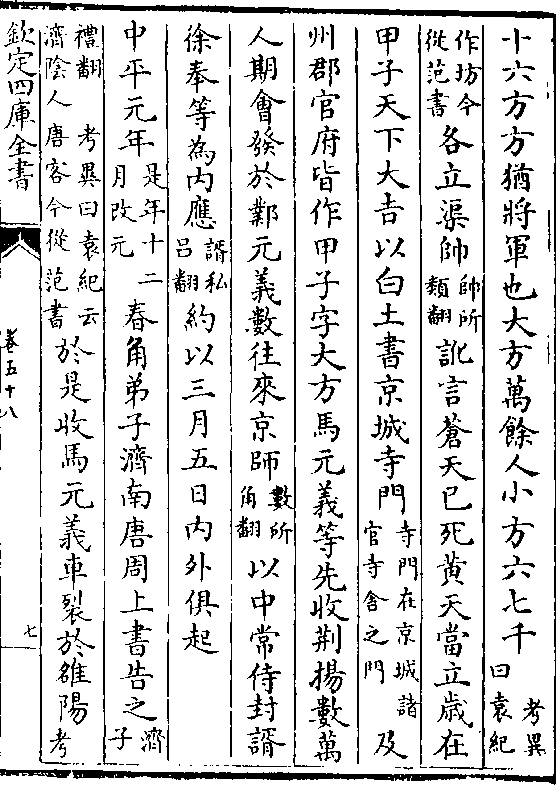 十六方方猶將軍也大方萬餘人小方六七千考異曰袁紀
作坊今從范書各立渠帥帥所類翻訛言蒼天已死黄天當立歲在
甲子天下大吉以白土書京城寺門寺門在京城諸官寺舍之門及
州郡官府皆作甲子字大方馬元義等先收荆揚數萬
人期會發於鄴元義數往來京師數所角翻以中常侍封諝
徐奉等為内應諝私吕翻約以三月五日内外俱起
中平元年是年十二月改元春角弟子濟南唐周上書告之濟子
禮翻考異曰袁紀云濟陰人唐客今從范書於是收馬元義車裂於雒陽考
欽定四庫全書
卷五十八
七